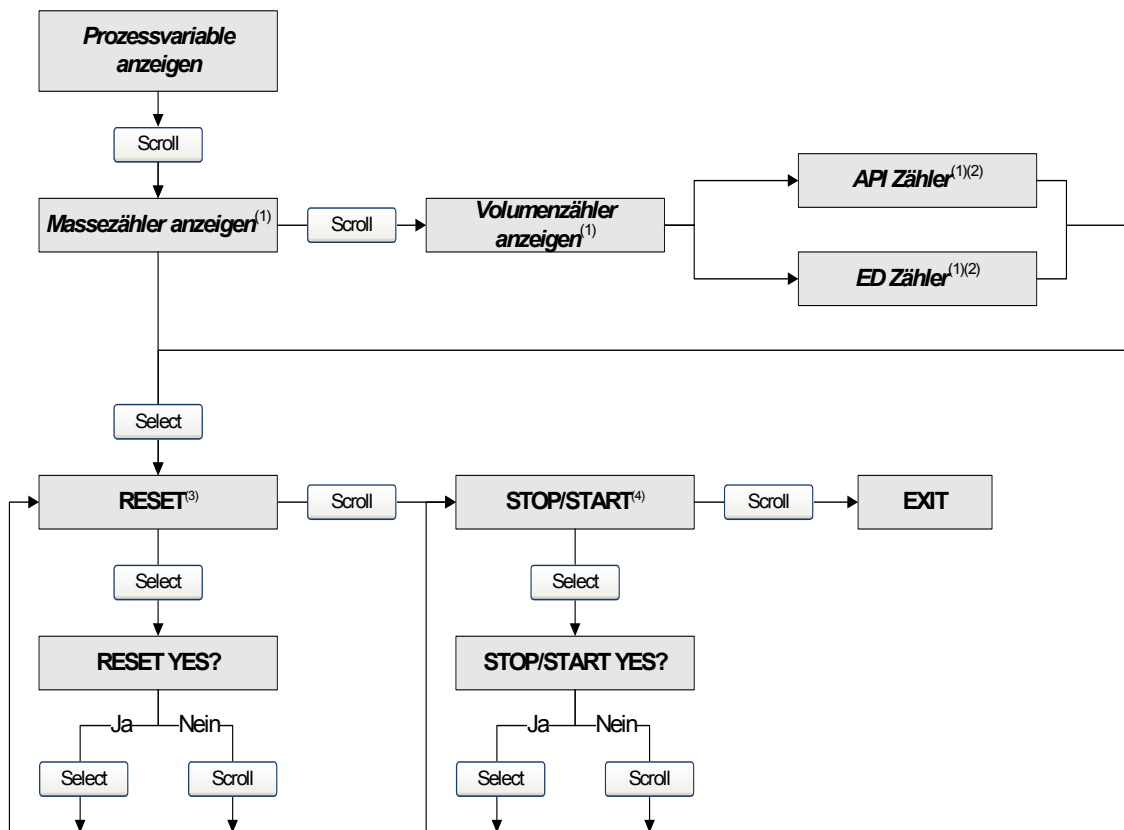 Prozessvariable
anzeigen
Scroll
Massezähler anzeigen(1)
Scroll
Volumenzähler
anzeigen(1)
API Zähler(1)(2)
ED Zähler(1)(2)
Select
RESET(3)
Scroll
STOP/START(4)
Scroll
EXIT
Select
Select
RESET YES?
STOP/START YES?
Ja
Nein
Ja
Nein
Select
Scroll
Select
Scroll